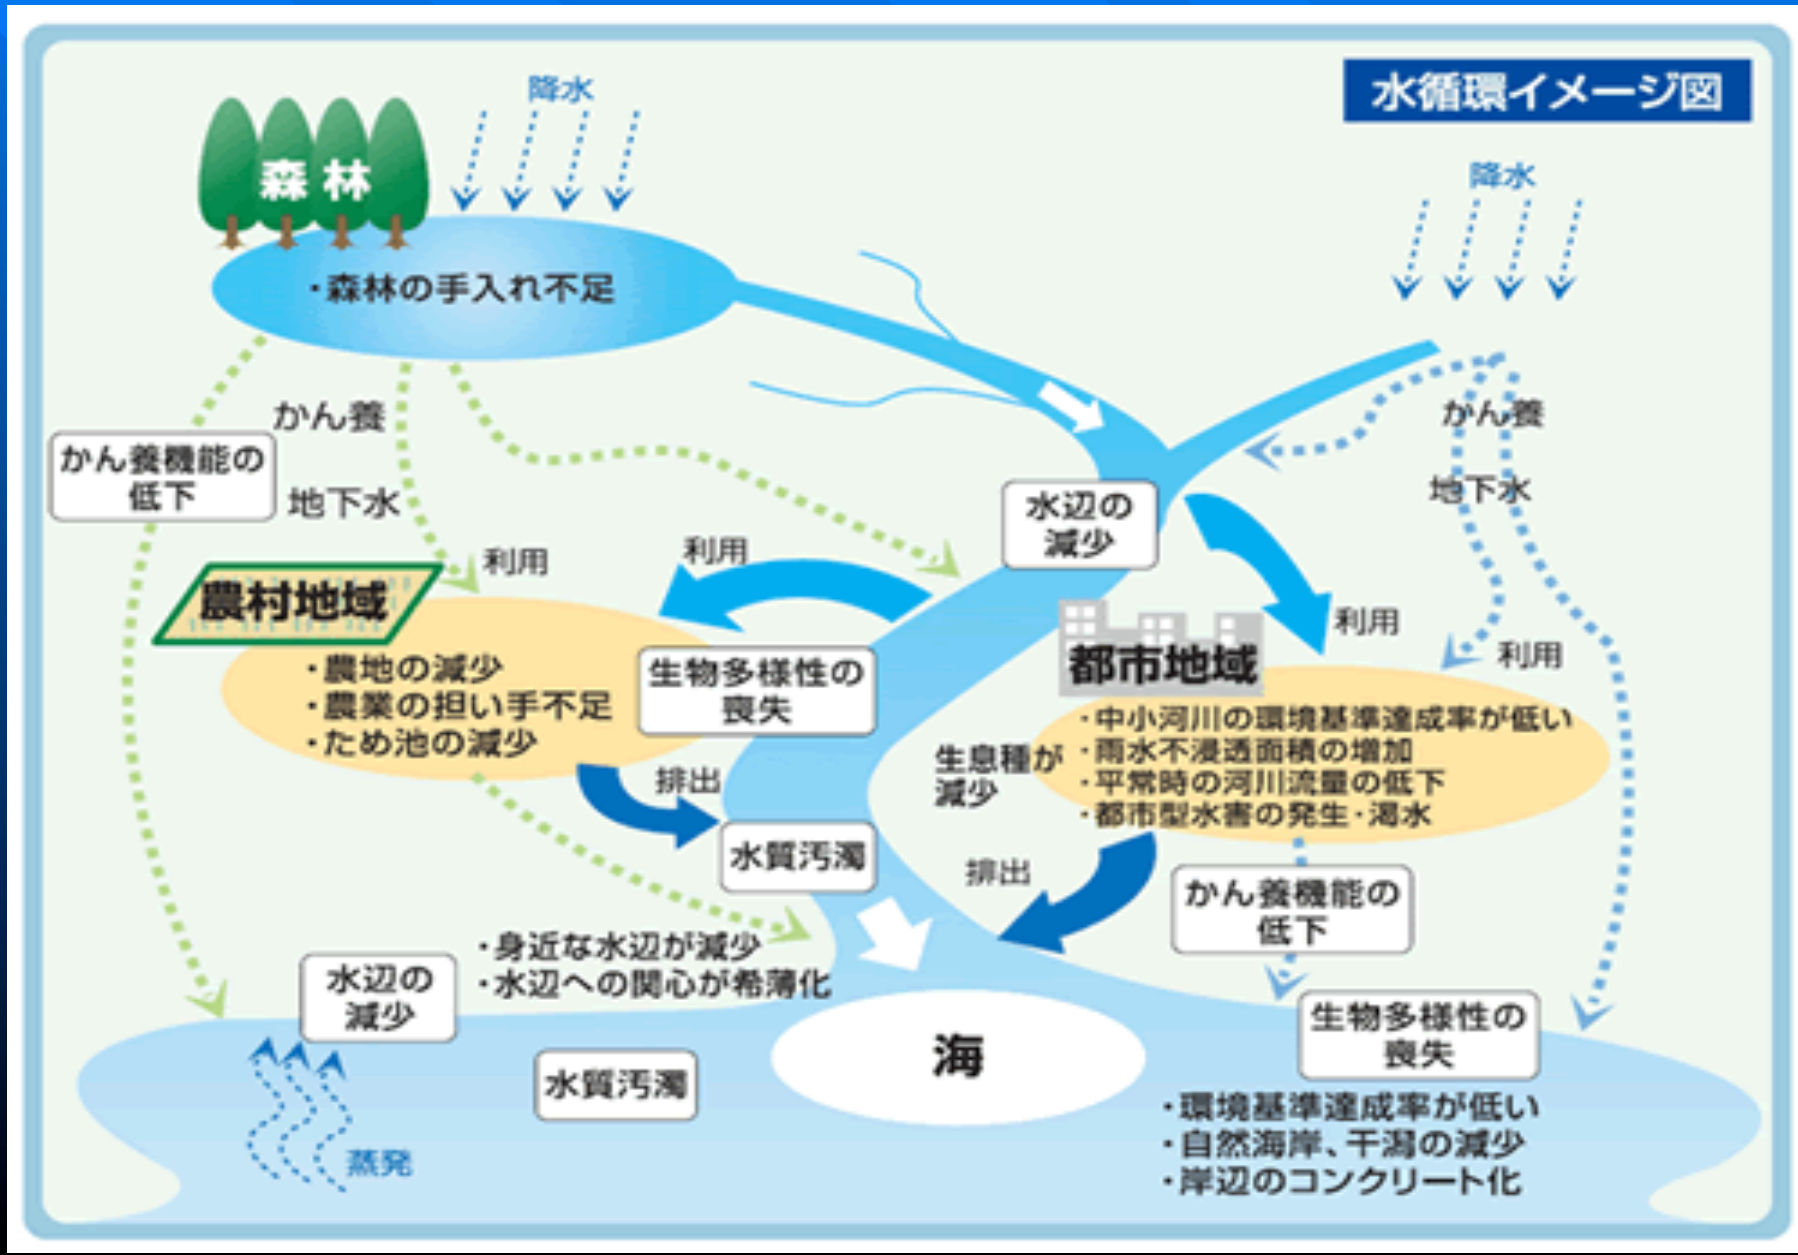 水循環イメージ図
降水
森林
降水
・森林の手入れ不足
かん養
かん養
かん養機能の
低下
地下水
地下水
水辺の
減少
利用
利用
農村地域
利用
都市地域
利用
・農地の減少
・農業の担い手不足
・ため池の減少
生物多様性の
喪失
・中小河川の環境基準達成率が低い
・雨水不浸透面積の増加
・平常時の河川流量の低下
・都市型水害の発生・渇水
生息種が
減少
排出
水質汚濁
排出
かん養機能の
低下
・身近な水辺が減少
・水辺への関心が希薄化
水辺の
減少
生物多様性の
喪失
海
水質汚濁
・環境基準達成率が低い
・自然海岸、干潟の減少
・岸辺のコンクリート化
蒸発